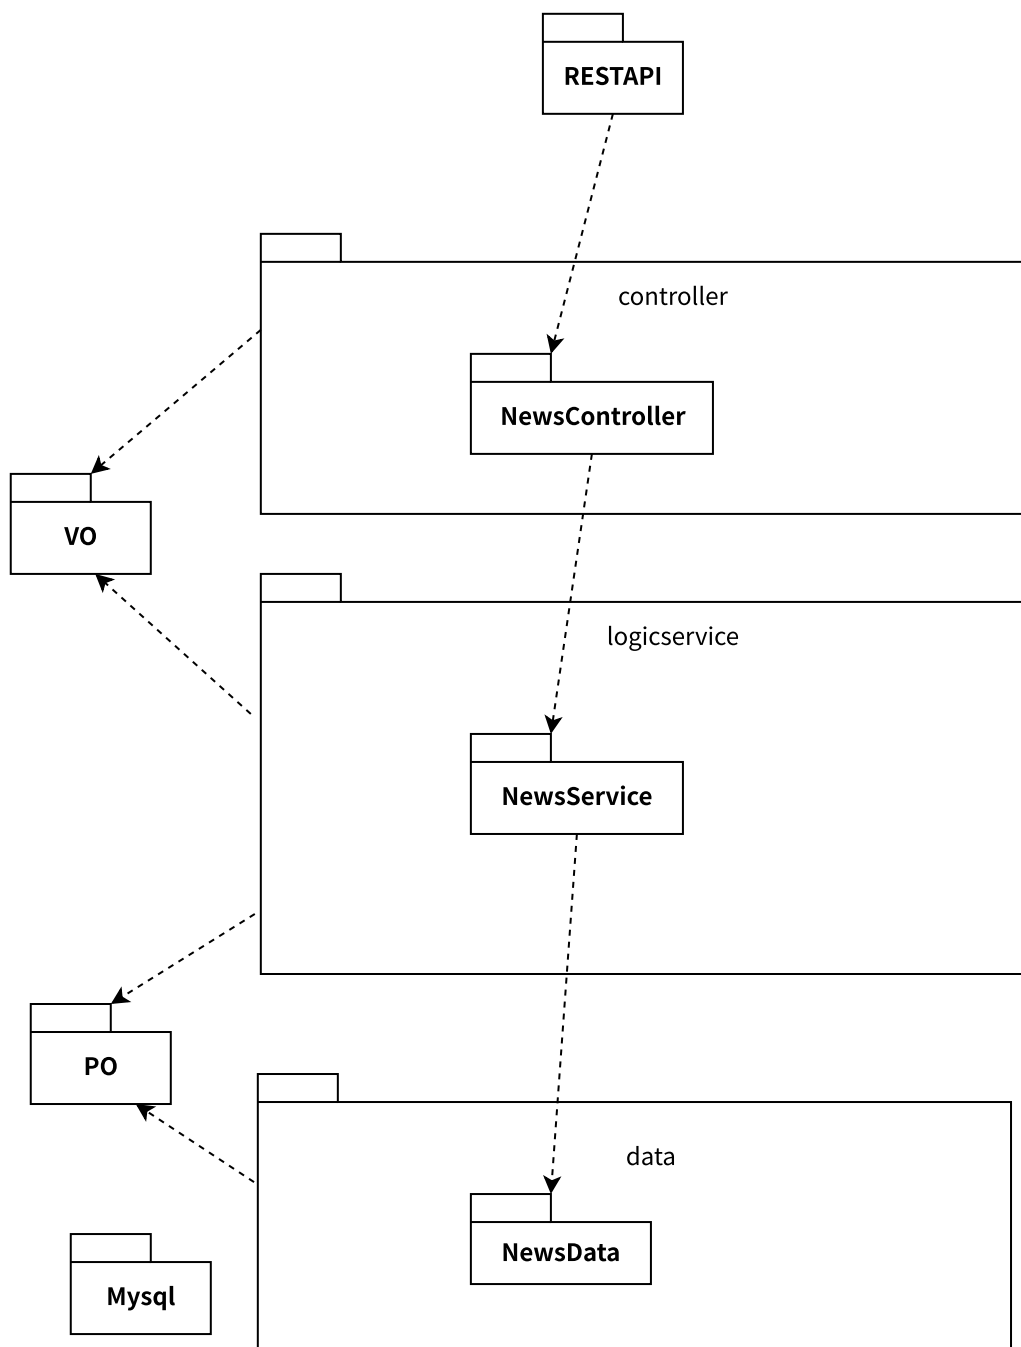 RESTAPI
controller
NewsController
VO
logicservice
NewsService
PO
data
NewsData
Mysql